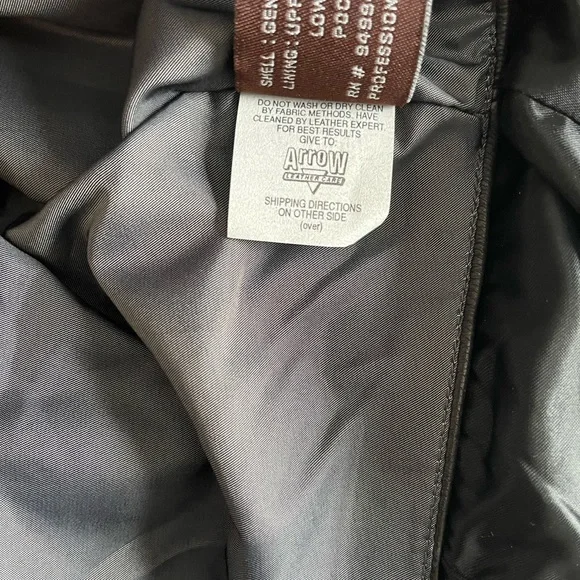 SHELL : GEN
LINING : UPP
LOW
POC
RN # 9499
PROFESSION
DO NOT WASH OR DRY CLEAN
BY FABRIC METHODS. HAVE
CLEANED BY LEATHER EXPERT.
FOR BEST RESULTS
GIVE TO:
Arrow
LEATHER CARE
SHIPPING DIRECTIONS
ON OTHER SIDE
(over)